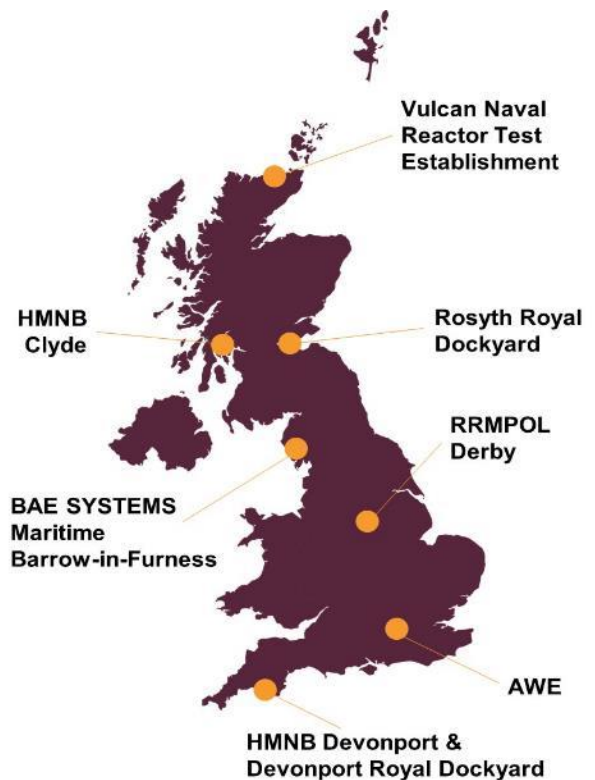 Vulcan Naval
Reactor Test
Establishment
HMNB
Clyde
Rosyth Royal
Dockyard
RRMPOL
Derby
BAE SYSTEMS
Maritime
Barrow-in-Furness
AWE
HMNB Devonport &
Devonport Royal Dockyard